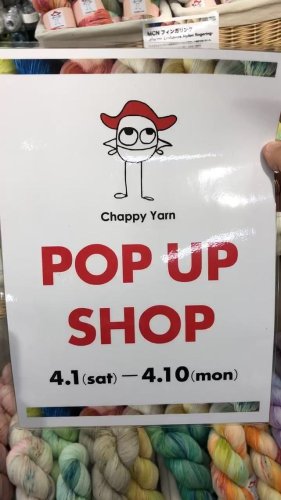 MCN フィンガリング
Chappy Yarn
POP UP
SHOP
4.1(sat) — 4.10(mon)